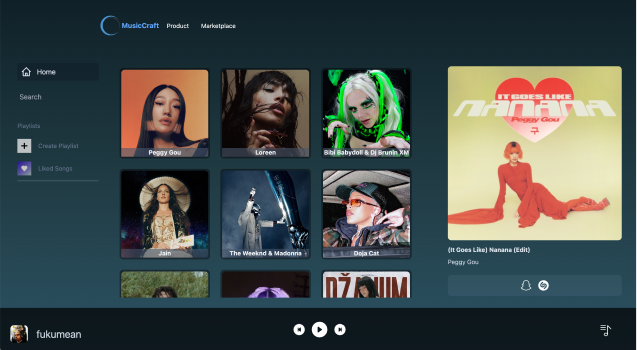 MusicCraft
Product
Marketplace
Home
Search
Playlists
Create Playlist
Liked Songs
Peggy Gou
Loreen
Bibi Babydoll & Dj Brunin XM
Jain
The Weeknd & Madonna
Doja Cat
IT GOES LIKE
NANANA
Peggy Gou
(It Goes Like) Nanana (Edit)
Peggy Gou
fukumean